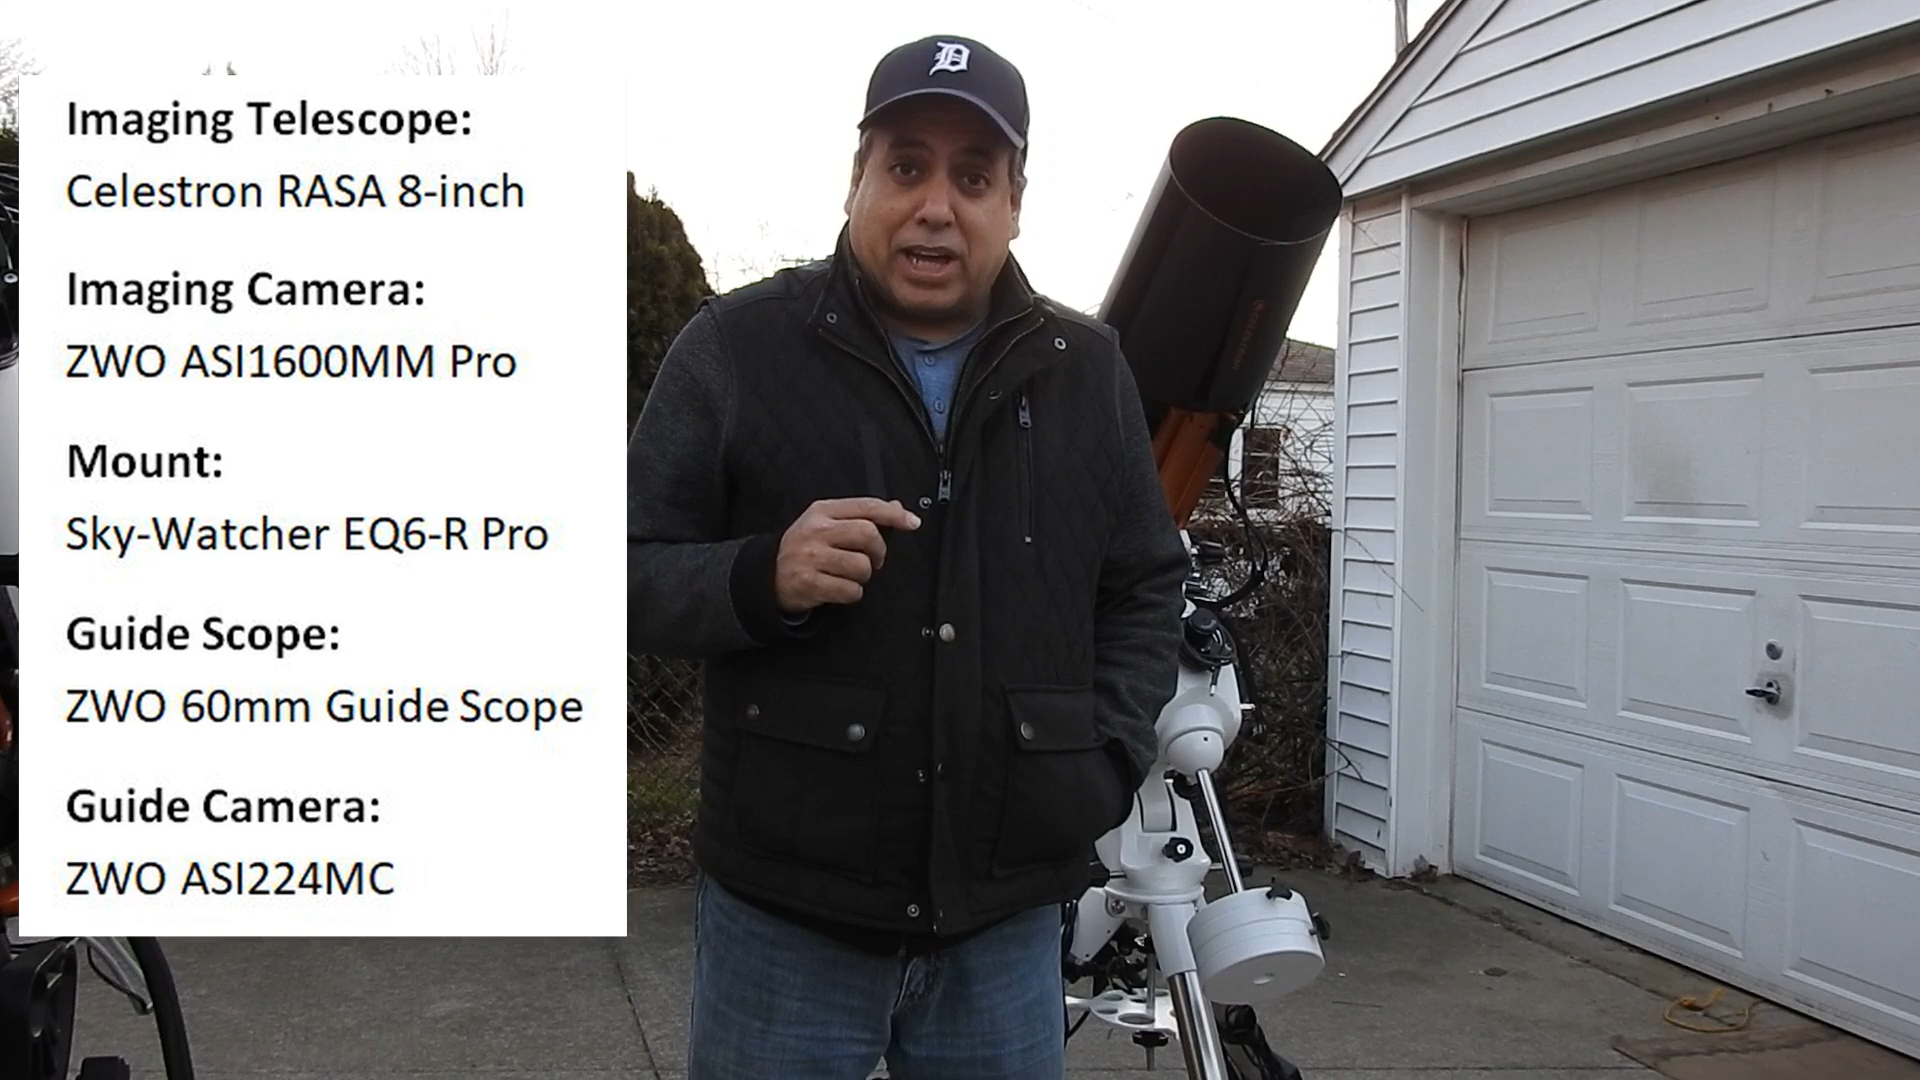 Imaging Telescope:
Celestron RASA 8-inch
Imaging Camera:
ZWO ASI1600MM Pro
Mount:
Sky-Watcher EQ6-R Pro
Guide Scope:
ZWO 60mm Guide Scope
Guide Camera:
ZWO ASI224MC
D
CELESTRON